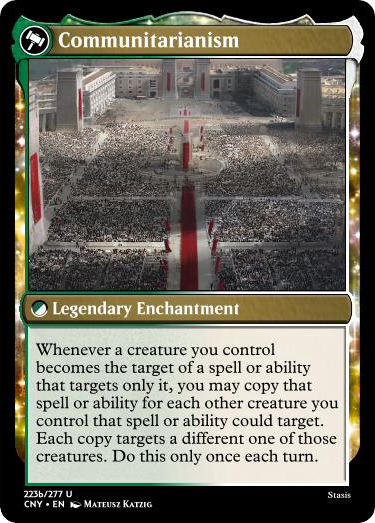 Communitarianism
Legendary Enchantment
Whenever a creature you control
becomes the target of a spell or ability
that targets only it, you may copy that
spell or ability for each other creature you
control that spell or ability could target.
Each copy targets a different one of those
creatures. Do this only once each turn.
223b/277 U
Stasis
CNY • EN Mateusz Katzig